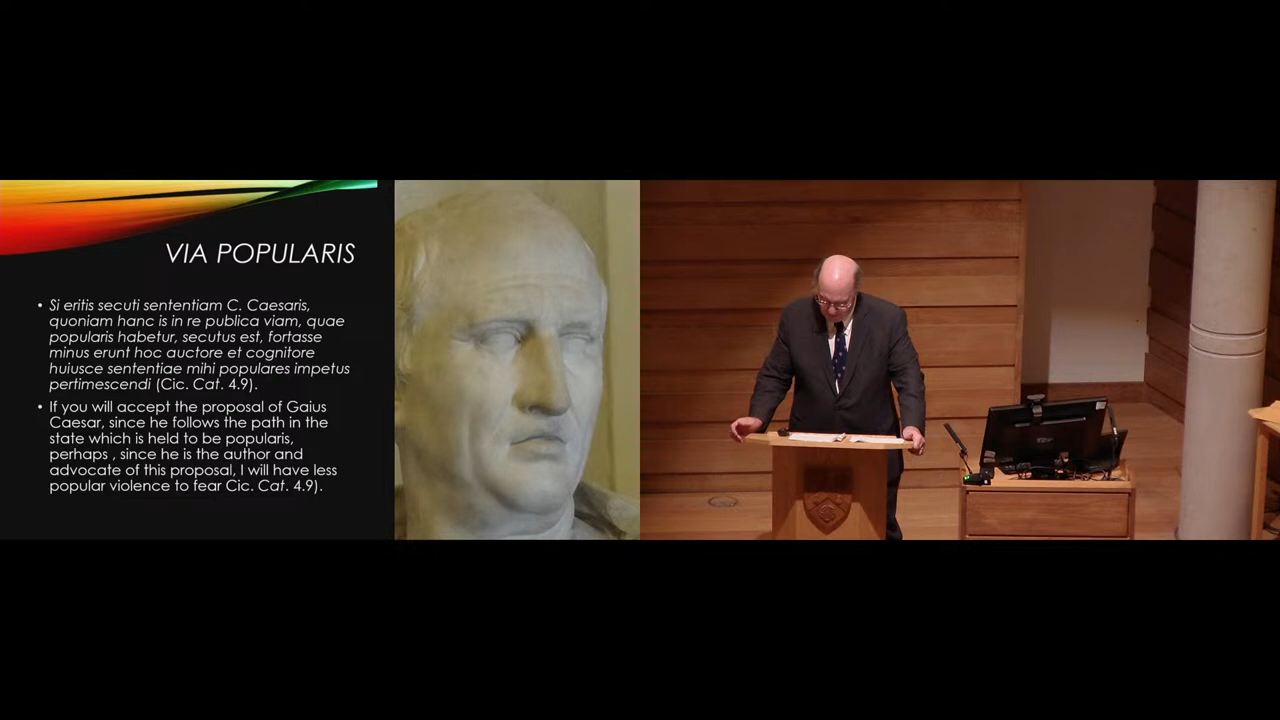 VIA POPULARIS
• Si eritis secuti sententiam C. Caesaris,
quoniam hanc is in re publica viam, quae
popularis habetur, secutus est, fortasse
minus erunt hoc auctore et cognitore
huiusce sententiae mihi populares impetus
pertimescendi (Cic. Cat. 4.9).
• If you will accept the proposal of Gaius
Caesar, since he follows the path in the
state which is held to be popularis,
perhaps , since he is the author and
advocate of this proposal, I will have less
popular violence to fear Cic. Cat. 4.9).